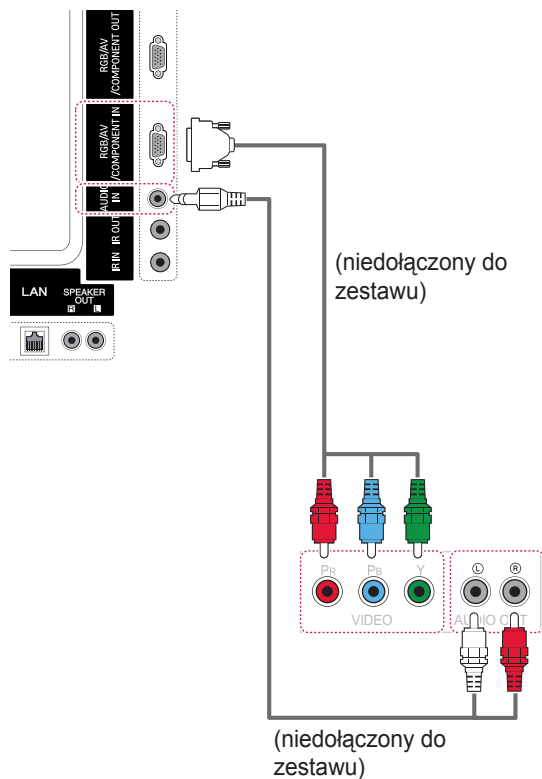 RGB/AV
/COMPONENT OUT
RGB/AV
/COMPONENT IN
AUDIO
IN
IR OUT
IR IN
LAN
SPEAKER
OUT
R L
(niedołączony do
zestawu)
PR PB Y
VIDEO
L R
AUDIO OUT
(niedołączony do
zestawu)